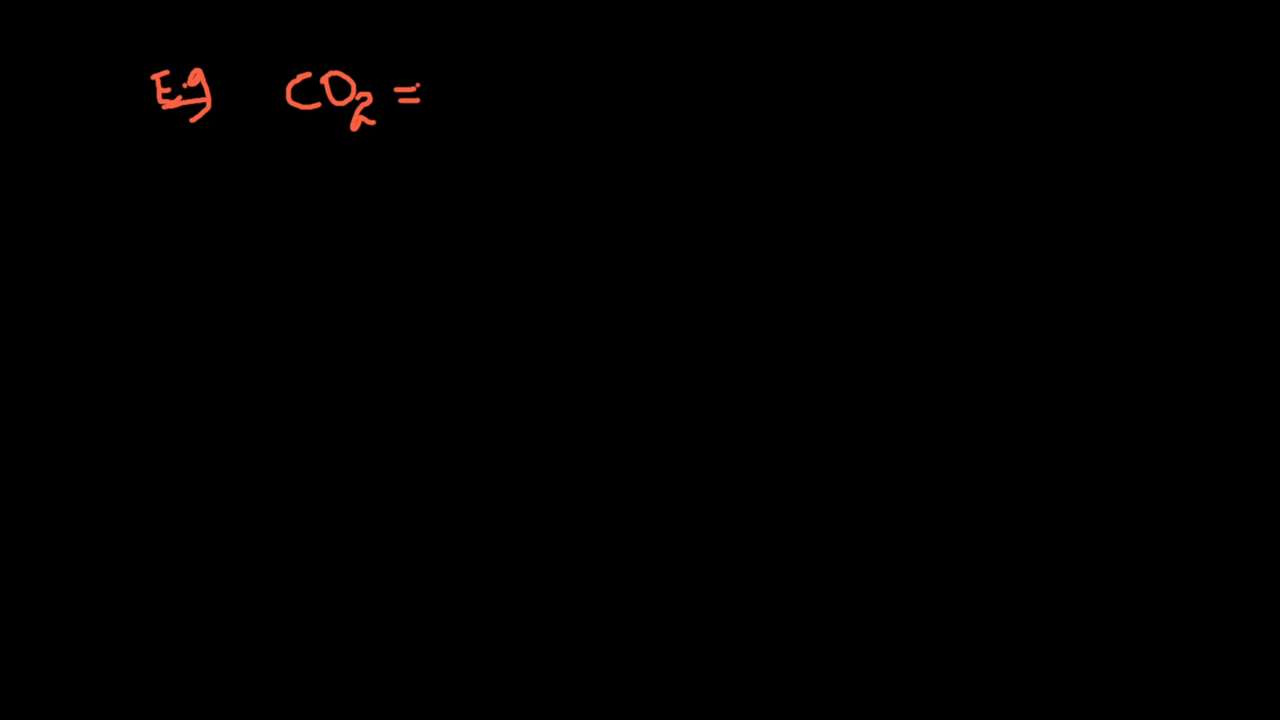 E.g CO₂ =